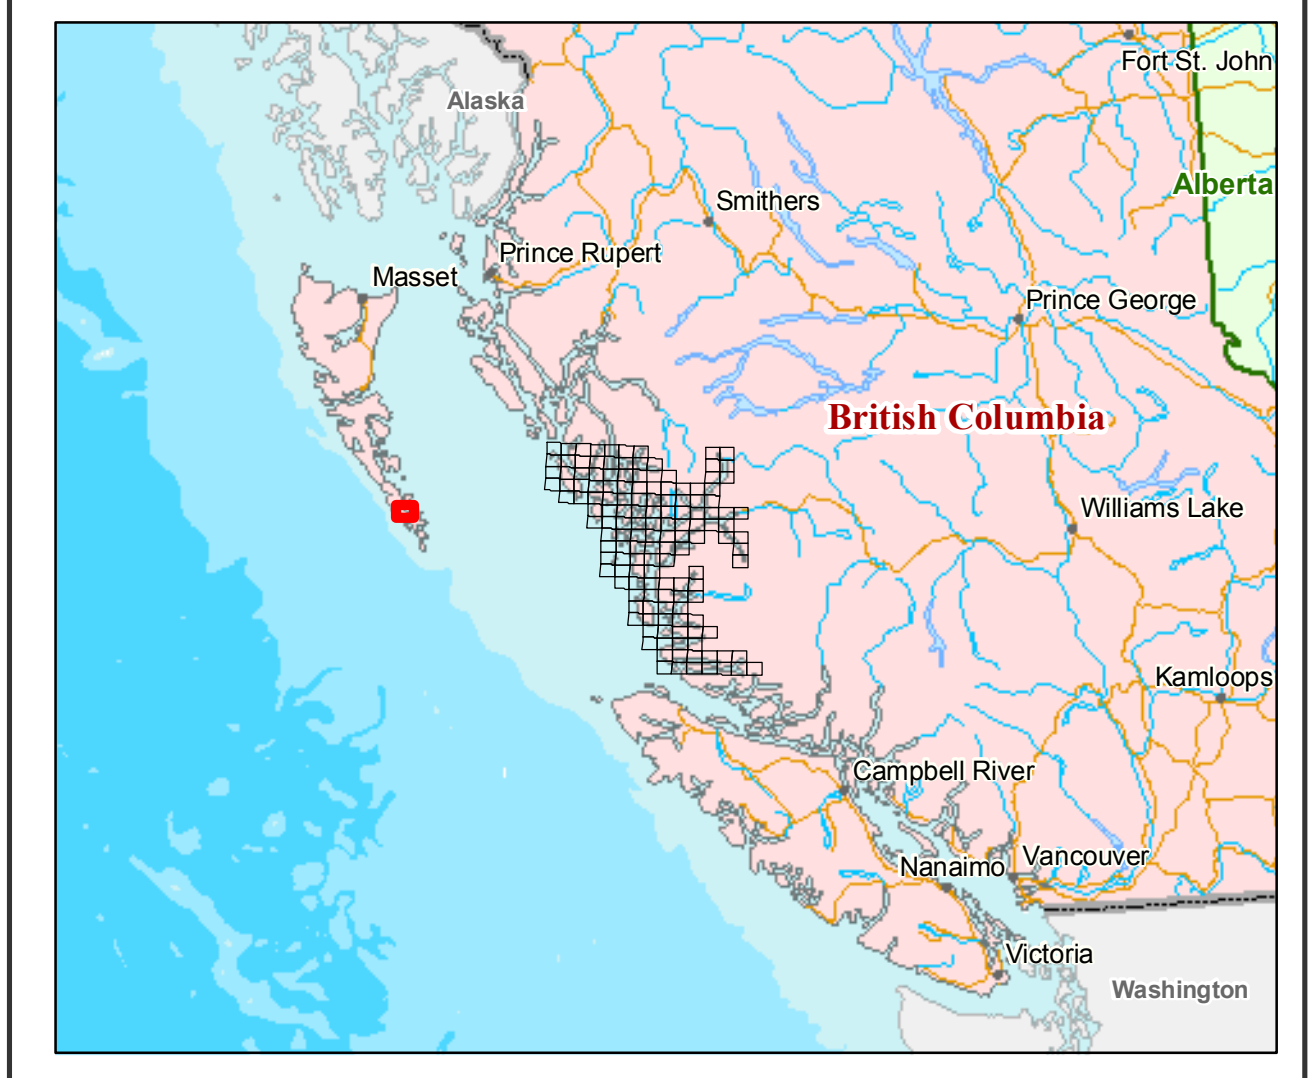 Fort St. John
Alaska
Alberta
Smithers
Prince Rupert
Masset
Prince George
British Columbia
Williams Lake
Kamloops
Campbell River
Vancouver
Nanaimo
Victoria
Washington